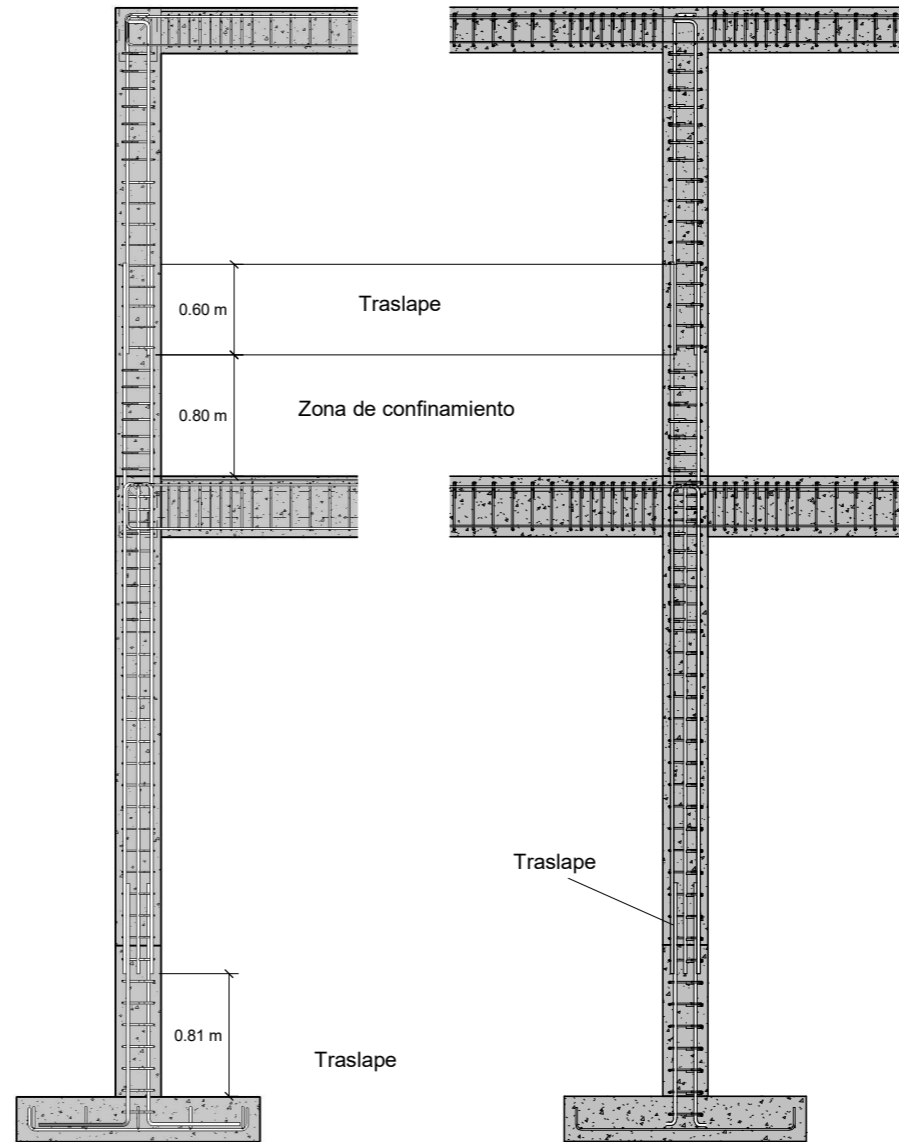 0.60 m
Traslape
0.80 m
Zona de confinamiento
Traslape
0.81 m
Traslape